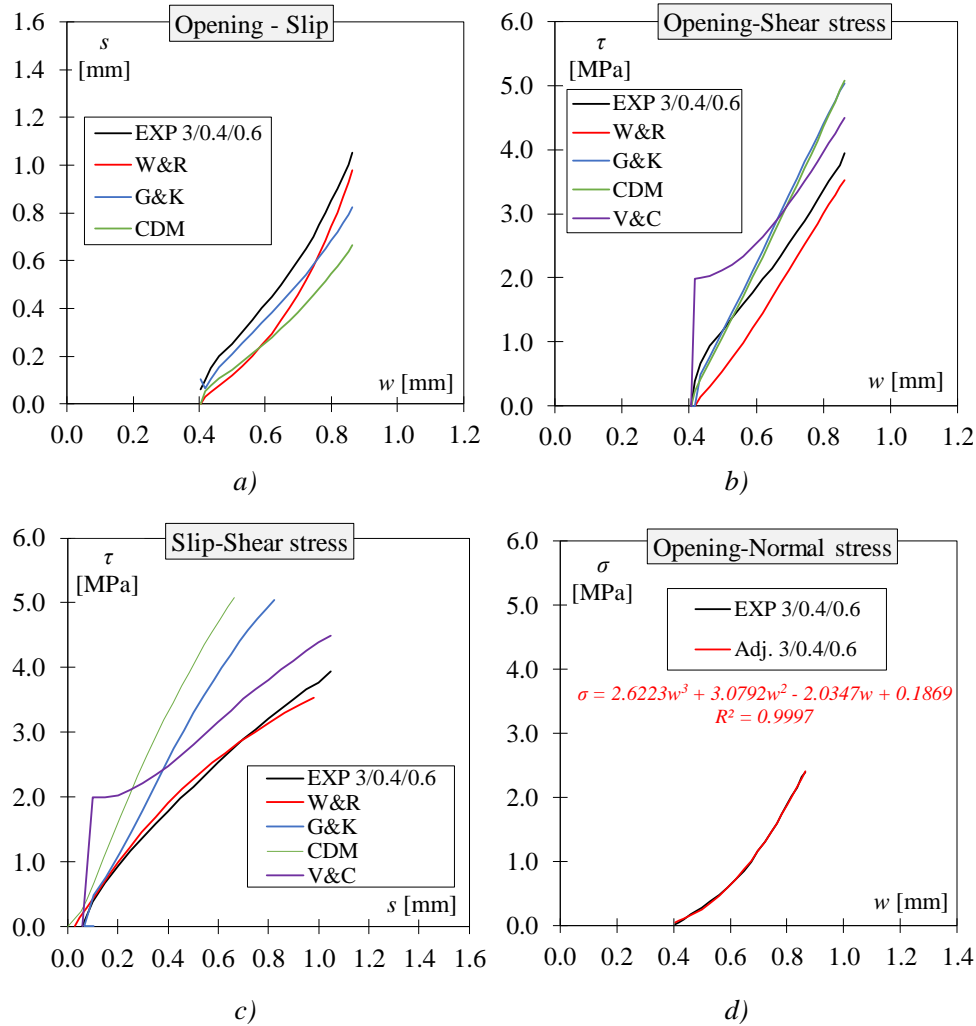 Opening - Slip
s
[mm]
1.6
1.4
1.2
1.0
0.8
0.6
0.4
0.2
0.0
EXP 3/0.4/0.6
W&R
G&K
CDM
w [mm]
0.0 0.2 0.4 0.6 0.8 1.0 1.2
a)
Opening-Shear stress
τ
[MPa]
6.0
5.0
4.0
3.0
2.0
1.0
0.0
EXP 3/0.4/0.6
W&R
G&K
CDM
V&C
w [mm]
0.0 0.2 0.4 0.6 0.8 1.0 1.2
b)
Slip-Shear stress
τ
[MPa]
6.0
5.0
4.0
3.0
2.0
1.0
0.0
EXP 3/0.4/0.6
W&R
G&K
CDM
V&C
s [mm]
0.0 0.2 0.4 0.6 0.8 1.0 1.2 1.4 1.6
c)
Opening-Normal stress
σ
[MPa]
6.0
5.0
4.0
3.0
2.0
1.0
0.0
EXP 3/0.4/0.6
Adj. 3/0.4/0.6
σ = 2.6223w³ + 3.0792w² - 2.0347w + 0.1869
R² = 0.9997
w [mm]
0.0 0.2 0.4 0.6 0.8 1.0 1.2
d)